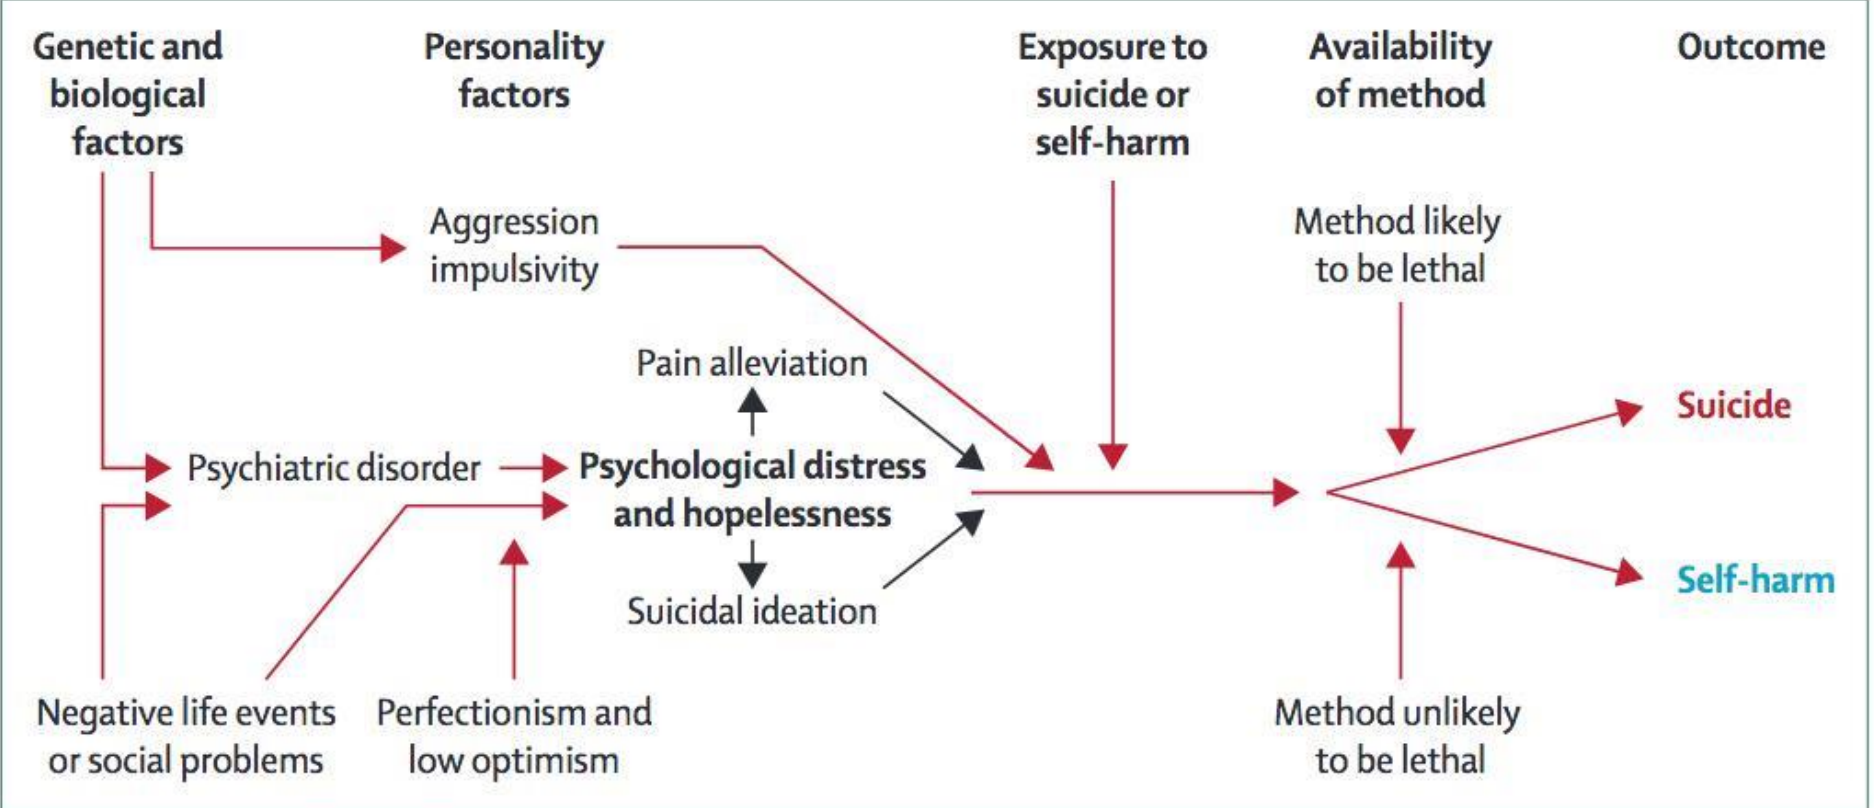 Genetic and
biological
factors
Personality
factors
Exposure to
suicide or
self-harm
Availability
of method
Outcome
Aggression
impulsivity
Method likely
to be lethal
Pain alleviation
Suicide
Psychiatric disorder
Psychological distress
and hopelessness
Self-harm
Suicidal ideation
Negative life events
or social problems
Perfectionism and
low optimism
Method unlikely
to be lethal